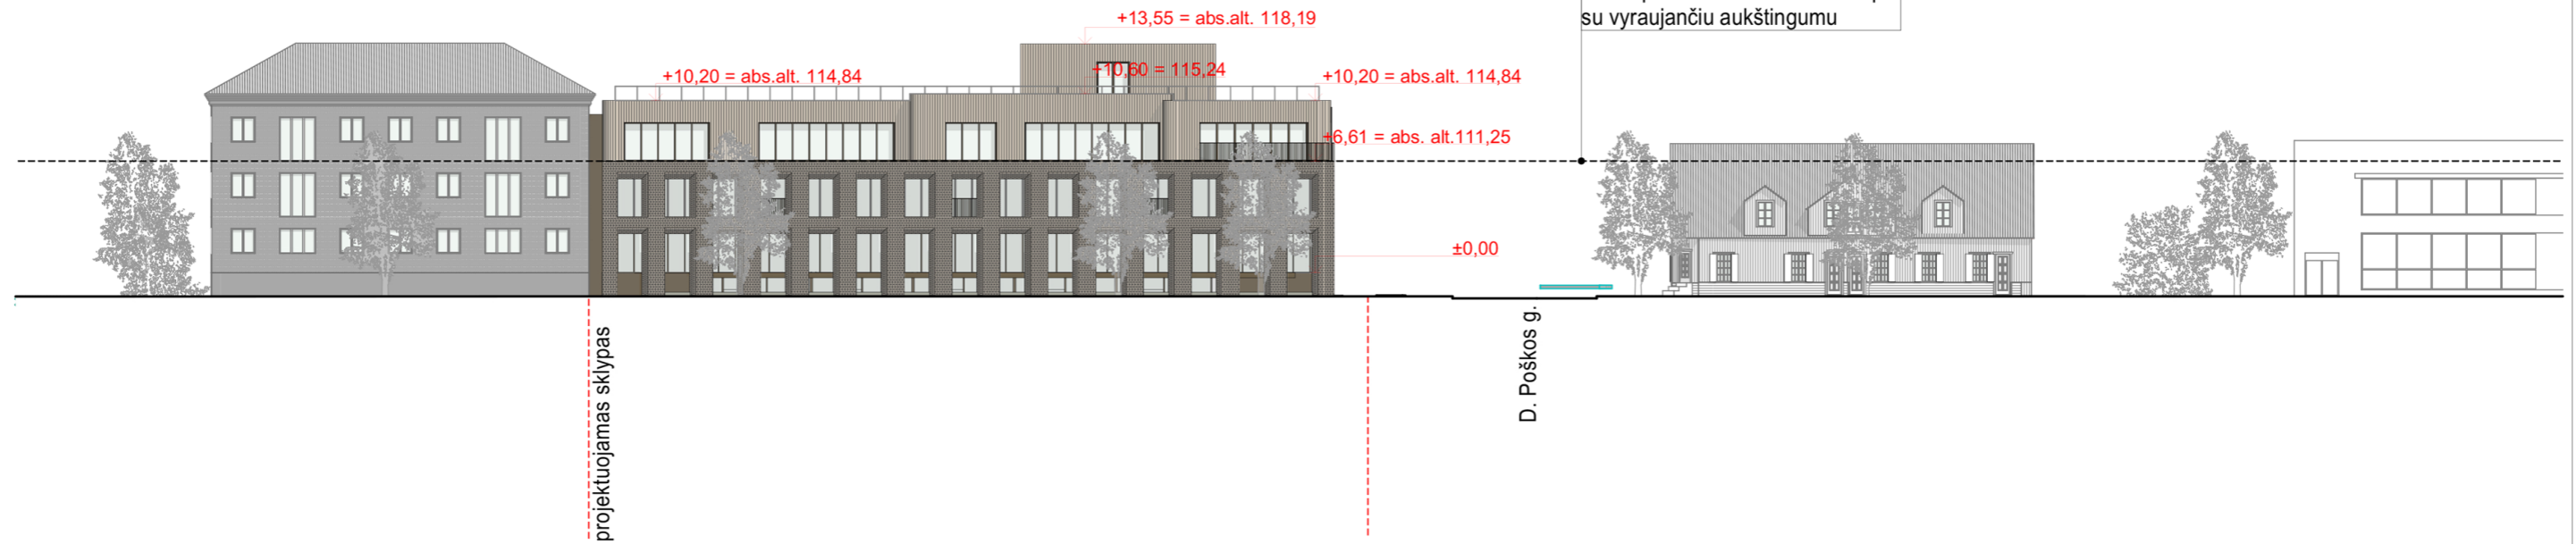 su vyraujančiu aukštingumu
+13,55 = abs.alt. 118,19
+10,20 = abs.alt. 114,84
+10,60 = 115,24
+10,20 = abs.alt. 114,84
+6,61 = abs. alt.111,25
±0,00
projektuojamas sklypas
D. Poškos g.